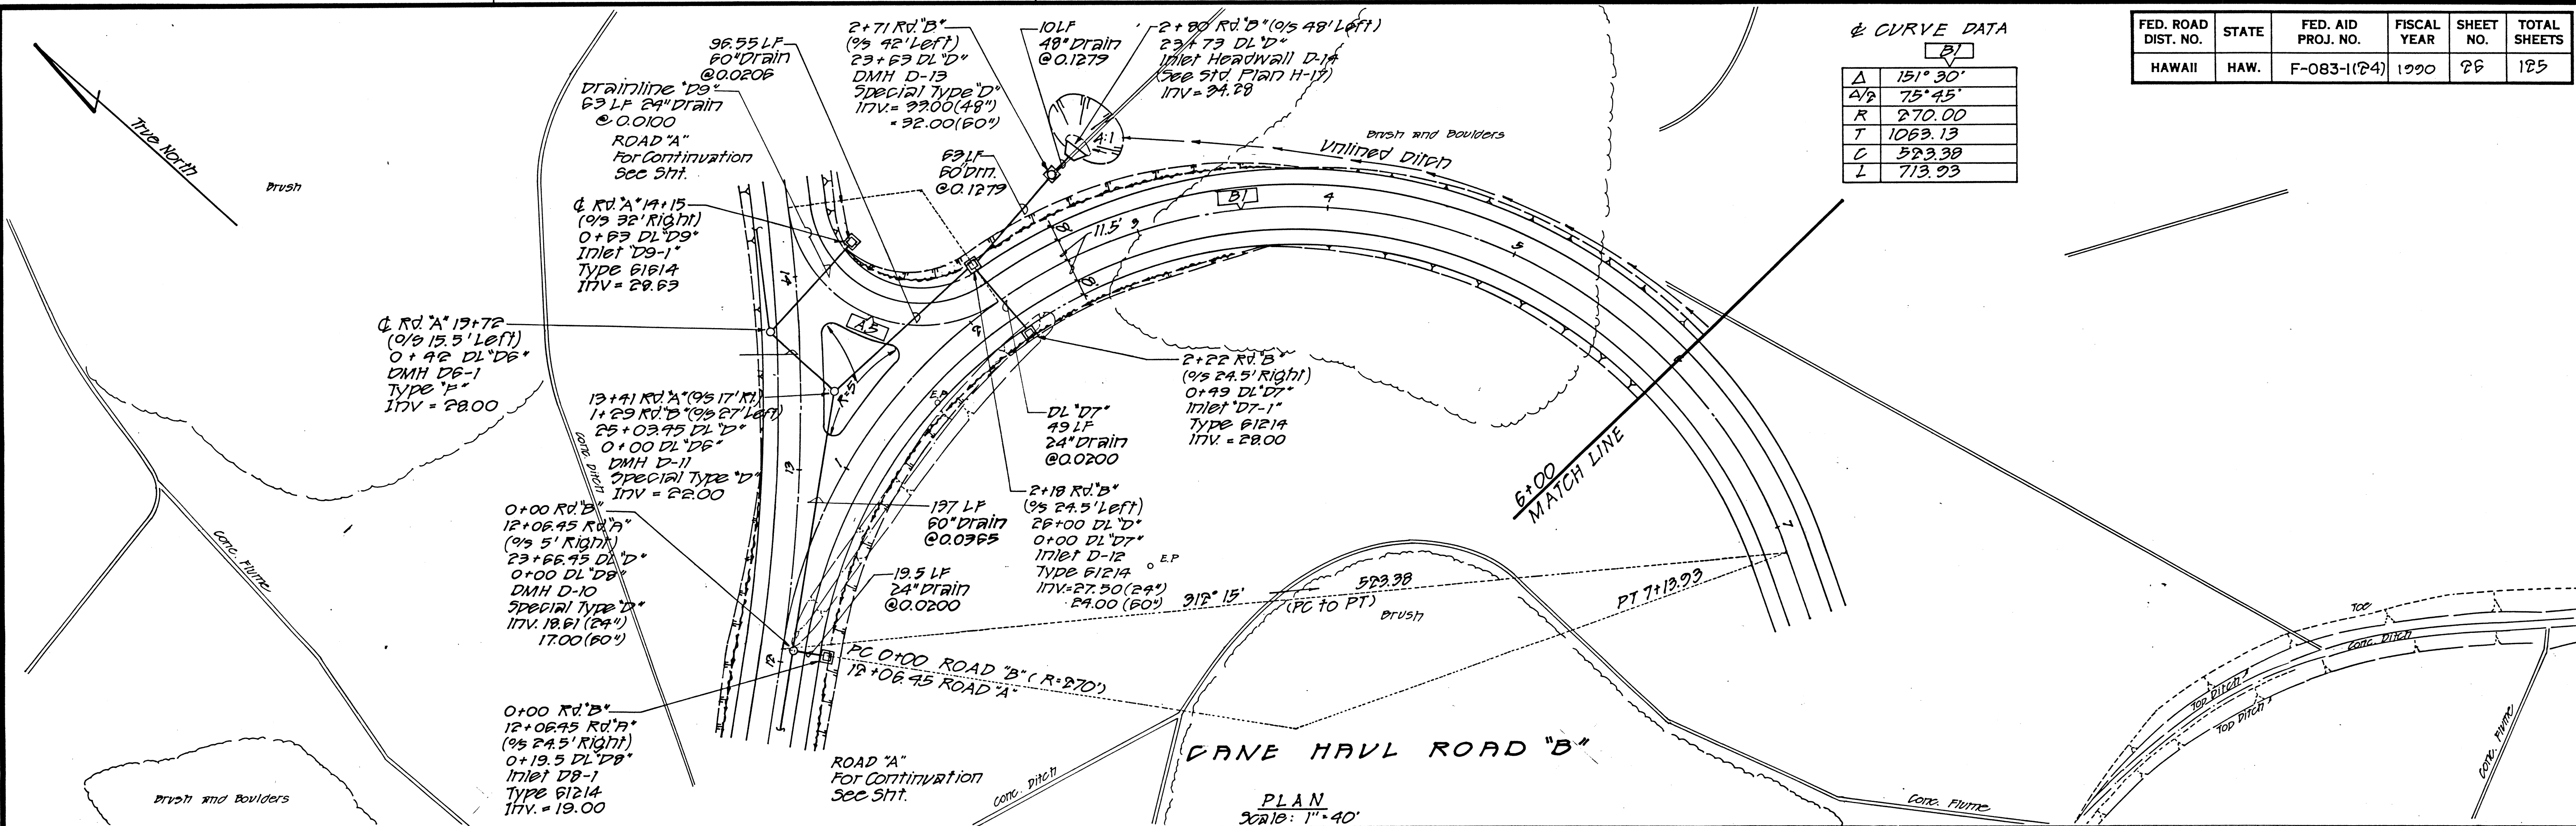 FED. ROAD DIST. NO.
STATE
FED. AID PROJ. NO.
FISCAL YEAR
SHEET NO.
TOTAL SHEETS
HAWAII
HAW.
F-083-1(24)
1990
26
125
℄ CURVE DATA
B1
Δ 151° 30'
Δ/2 75° 45'
R 270.00
T 1063.13
C 523.38
L 713.93
True North
Brush
96.55 LF
60" Drain
@ 0.0206
Drainline "D9"
63 LF 24" Drain
@ 0.0100
ROAD "A"
For Continuation
See Sht.
2+71 Rd. "B"
(o/s 42' Left)
23+63 DL "D"
DMH D-13
Special Type "D"
Inv. = 33.00 (48")
= 32.00 (60")
10 LF
48" Drain
@ 0.1279
2+80 Rd. "B" (o/s 48' Left)
23+73 DL "D"
Inlet Headwall D-14
(See Std. Plan H-17)
Inv = 34.28
4:1
Brush and Boulders
Unlined Ditch
63 LF
60" Drn.
@ 0.1279
℄ Rd. "A" 14+15
(o/s 32' Right)
0+63 DL "D9"
Inlet "D9-1"
Type 61614
Inv = 28.63
B1
11.5'
8
8
3
4
5
6
7
14
℄ Rd. "A" 13+72
(o/s 15.5' Left)
0+42 DL "D6"
DMH D6-1
Type "F"
Inv = 28.00
A5
R=5'
2
E.P
2+22 Rd. "B"
(o/s 24.5' Right)
0+49 DL "D7"
Inlet "D7-1"
Type 61214
Inv. = 28.00
13+41 Rd. "A" (o/s 17' Rt)
1+29 Rd. "B" (o/s 27' Left)
25+03.45 DL "D"
0+00 DL "D6"
DMH D-11
Special Type "D"
Inv = 22.00
DL "D7"
49 LF
24" Drain
@ 0.0200
13
1
Conc. Ditch
6+00
MATCH LINE
137 LF
60" Drain
@ 0.0365
2+18 Rd. "B"
(o/s 24.5' Left)
26+00 DL "D"
0+00 DL "D7"
Inlet D-12
Type 61214
Inv. = 27.50 (24")
24.00 (60")
E.P
0+00 Rd. "B"
12+06.45 Rd. "A"
(o/s 5' Right)
23+66.45 DL "D"
0+00 DL "D8"
DMH D-10
Special Type "D"
Inv. 18.61 (24")
17.00 (60")
Conc. Flume
19.5 LF
24" Drain
@ 0.0200
312° 15'
523.38
(PC to PT)
PT 7+13.93
Brush
12
PC 0+00 ROAD "B" (R=270')
12+06.45 ROAD "A"
0+00 Rd. "B"
12+06.45 Rd. "A"
(o/s 24.5' Right)
0+19.5 DL "D8"
Inlet D8-1
Type 61214
Inv. = 19.00
ROAD "A"
For Continuation
See Sht.
Brush and Boulders
Conc. Ditch
CANE HAUL ROAD "B"
PLAN
Scale: 1" = 40'
Conc. Flume
Toe
Conc. Ditch
Top Ditch
Top Ditch
Conc. Flume